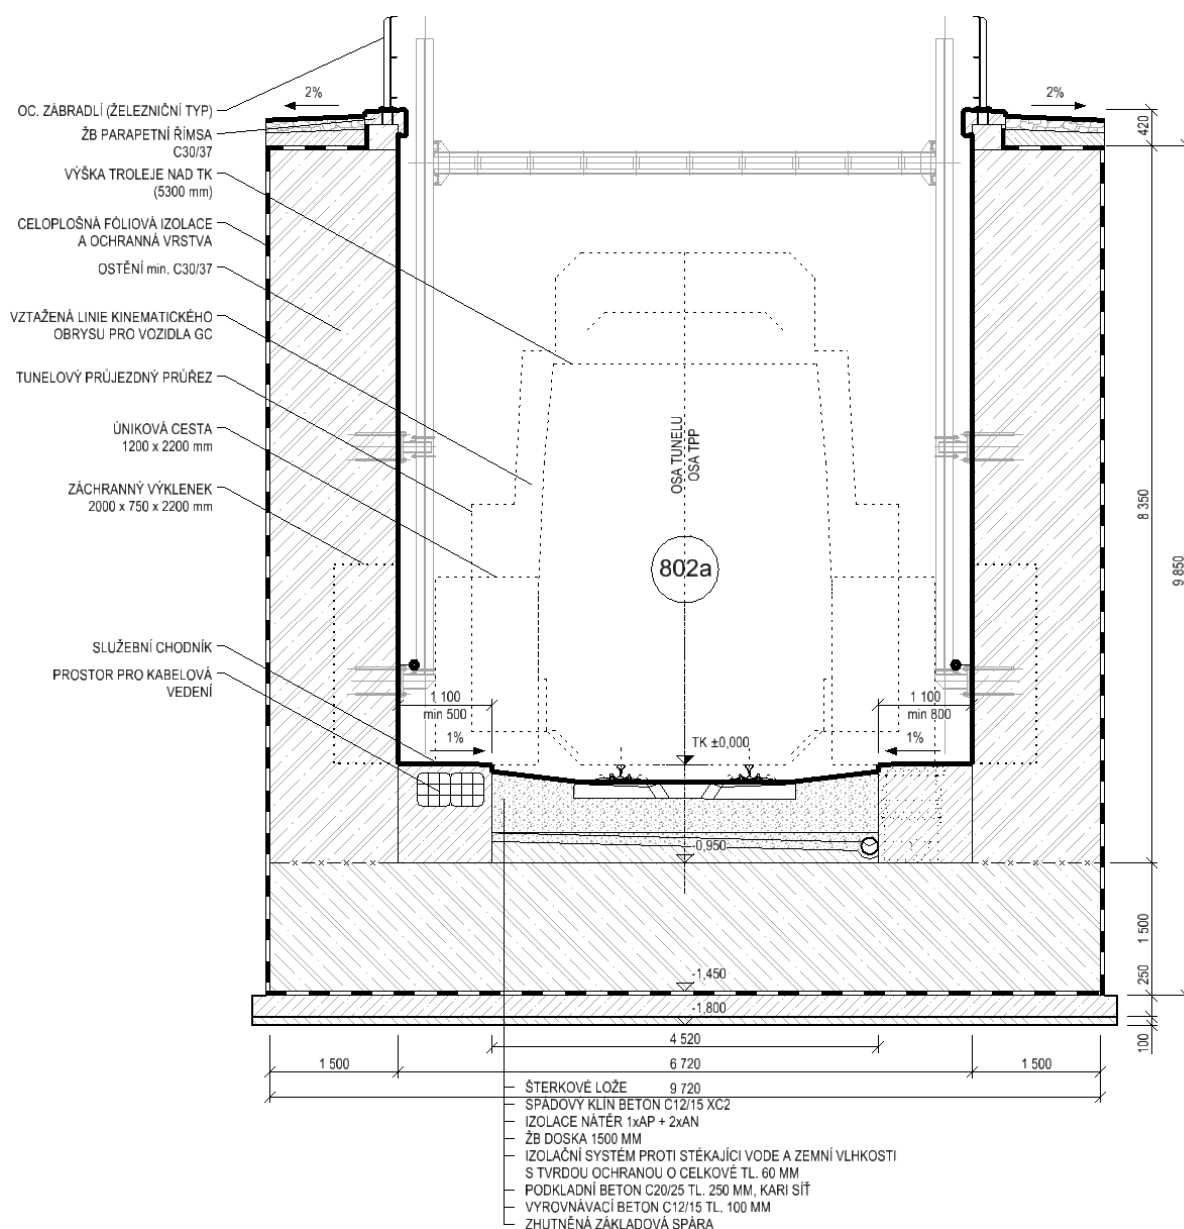 2%
2%
OC. ZÁBRADLÍ (ŽELEZNIČNÍ TYP)
ŽB PARAPETNÍ ŘÍMSA
C30/37
VÝŠKA TROLEJE NAD TK
(5300 mm)
CELOPLOŠNÁ FÓLIOVÁ IZOLACE
A OCHRANNÁ VRSTVA
OSTĚNÍ min. C30/37
VZTAŽENÁ LINIE KINEMATICKÉHO
OBRYSU PRO VOZIDLA GC
TUNELOVÝ PRŮJEZDNÝ PRŮŘEZ
ÚNIKOVÁ CESTA
1200 x 2200 mm
ZÁCHRANNÝ VÝKLENEK
2000 x 750 x 2200 mm
SLUŽEBNÍ CHODNÍK
PROSTOR PRO KABELOVÁ
VEDENÍ
OSA TUNELU
OSA TPP
802a
1 100
min 500
1%
1 100
min 800
1%
TK ±0,000
-0,950
-1,450
-1,800
420
8 350
9 850
1 500
250
100
4 520
1 500
6 720
1 500
9 720
ŠTERKOVÉ LOŽE
SPÁDOVÝ KLÍN BETON C12/15 XC2
IZOLACE NÁTĚR 1xAP + 2xAN
ŽB DOSKA 1500 MM
IZOLAČNÍ SYSTÉM PROTI STÉKAJÍCI VODE A ZEMNÍ VLHKOSTI
S TVRDOU OCHRANOU O CELKOVÉ TL. 60 MM
PODKLADNÍ BETON C20/25 TL. 250 MM, KARI SÍŤ
VYROVNÁVACÍ BETON C12/15 TL. 100 MM
ZHUTNĚNÁ ZÁKLADOVÁ SPÁRA